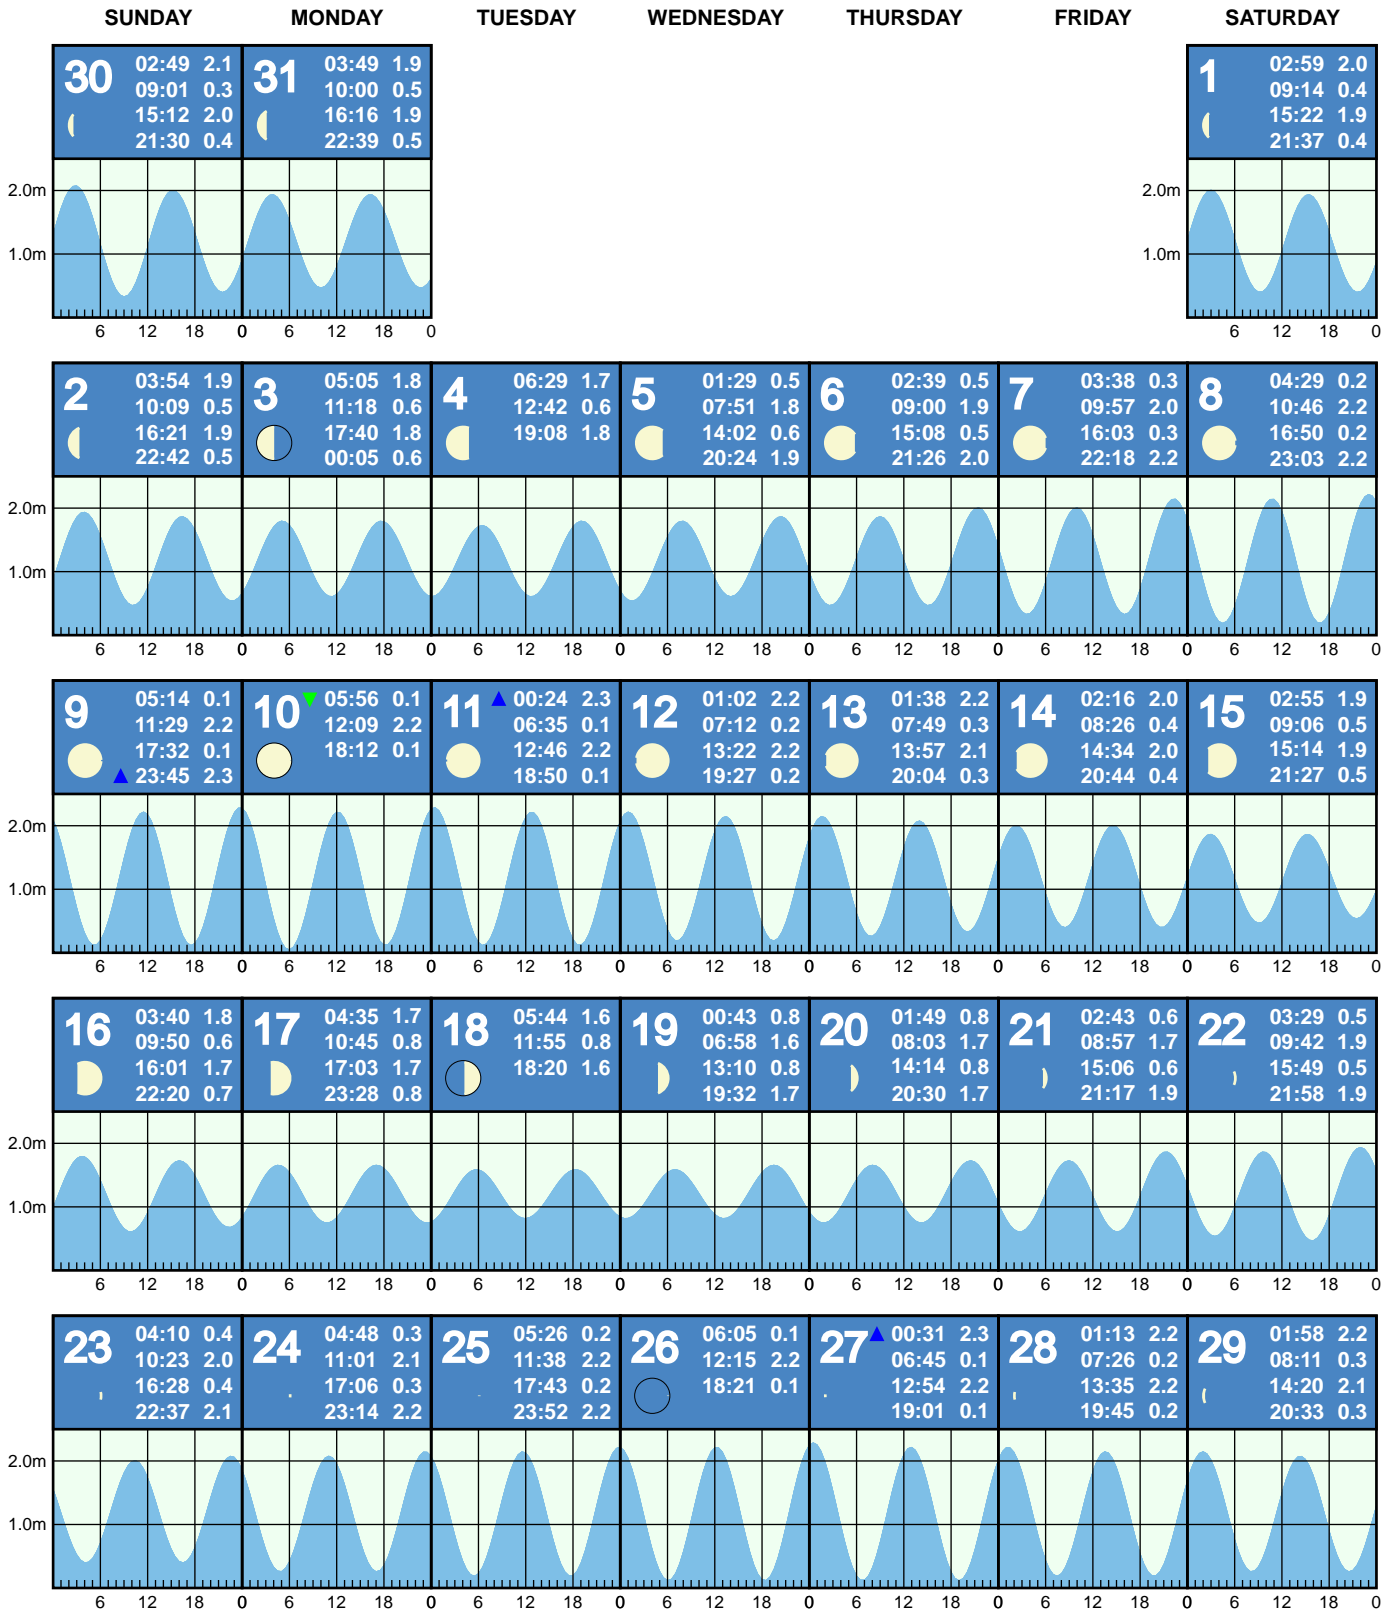 SUNDAY MONDAY TUESDAY WEDNESDAY THURSDAY FRIDAY SATURDAY
30 02:49 2.1
09:01 0.3
15:12 2.0
21:30 0.4
31 03:49 1.9
10:00 0.5
16:16 1.9
22:39 0.5
1 02:59 2.0
09:14 0.4
15:22 1.9
21:37 0.4
2.0m 2.0m
1.0m 1.0m
6 12 18 0 0 6 12 18 0 6 12 18 0
2 03:54 1.9
10:09 0.5
16:21 1.9
22:42 0.5
3 05:05 1.8
11:18 0.6
17:40 1.8
00:05 0.6
4 06:29 1.7
12:42 0.6
19:08 1.8
5 01:29 0.5
07:51 1.8
14:02 0.6
20:24 1.9
6 02:39 0.5
09:00 1.9
15:08 0.5
21:26 2.0
7 03:38 0.3
09:57 2.0
16:03 0.3
22:18 2.2
8 04:29 0.2
10:46 2.2
16:50 0.2
23:03 2.2
2.0m
1.0m
6 12 18 0 0 6 12 18 0 0 6 12 18 0 0 6 12 18 0 0 6 12 18 0 0 6 12 18 0 0 6 12 18 0
9 05:14 0.1
11:29 2.2
17:32 0.1
23:45 2.3
10 05:56 0.1
12:09 2.2
18:12 0.1
11 00:24 2.3
06:35 0.1
12:46 2.2
18:50 0.1
12 01:02 2.2
07:12 0.2
13:22 2.2
19:27 0.2
13 01:38 2.2
07:49 0.3
13:57 2.1
20:04 0.3
14 02:16 2.0
08:26 0.4
14:34 2.0
20:44 0.4
15 02:55 1.9
09:06 0.5
15:14 1.9
21:27 0.5
2.0m
1.0m
6 12 18 0 0 6 12 18 0 0 6 12 18 0 0 6 12 18 0 0 6 12 18 0 0 6 12 18 0 0 6 12 18 0
16 03:40 1.8
09:50 0.6
16:01 1.7
22:20 0.7
17 04:35 1.7
10:45 0.8
17:03 1.7
23:28 0.8
18 05:44 1.6
11:55 0.8
18:20 1.6
19 00:43 0.8
06:58 1.6
13:10 0.8
19:32 1.7
20 01:49 0.8
08:03 1.7
14:14 0.8
20:30 1.7
21 02:43 0.6
08:57 1.7
15:06 0.6
21:17 1.9
22 03:29 0.5
09:42 1.9
15:49 0.5
21:58 1.9
2.0m
1.0m
6 12 18 0 0 6 12 18 0 0 6 12 18 0 0 6 12 18 0 0 6 12 18 0 0 6 12 18 0 0 6 12 18 0
23 04:10 0.4
10:23 2.0
16:28 0.4
22:37 2.1
24 04:48 0.3
11:01 2.1
17:06 0.3
23:14 2.2
25 05:26 0.2
11:38 2.2
17:43 0.2
23:52 2.2
26 06:05 0.1
12:15 2.2
18:21 0.1
27 00:31 2.3
06:45 0.1
12:54 2.2
19:01 0.1
28 01:13 2.2
07:26 0.2
13:35 2.2
19:45 0.2
29 01:58 2.2
08:11 0.3
14:20 2.1
20:33 0.3
2.0m
1.0m
6 12 18 0 0 6 12 18 0 0 6 12 18 0 0 6 12 18 0 0 6 12 18 0 0 6 12 18 0 0 6 12 18 0